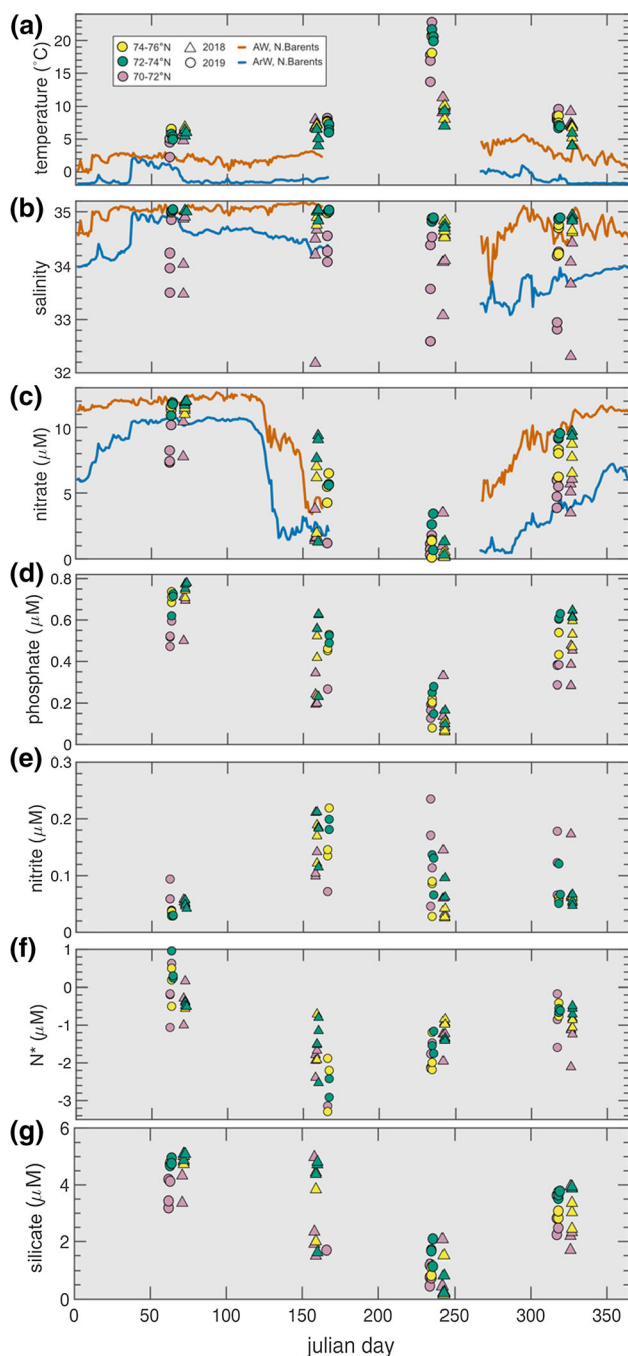 (a)
temperature (°C)
20
15
10
5
0
74-76°N
72-74°N
70-72°N
2018
2019
AW, N.Barents
ArW, N.Barents
(b)
salinity
35
34
33
32
(c)
nitrate (μM)
10
5
0
(d)
phosphate (μM)
0.8
0.6
0.4
0.2
0
(e)
nitrite (μM)
0.3
0.2
0.1
0
(f)
N* (μM)
1
0
-1
-2
-3
(g)
silicate (μM)
6
4
2
0
0 50 100 150 200 250 300 350
julian day